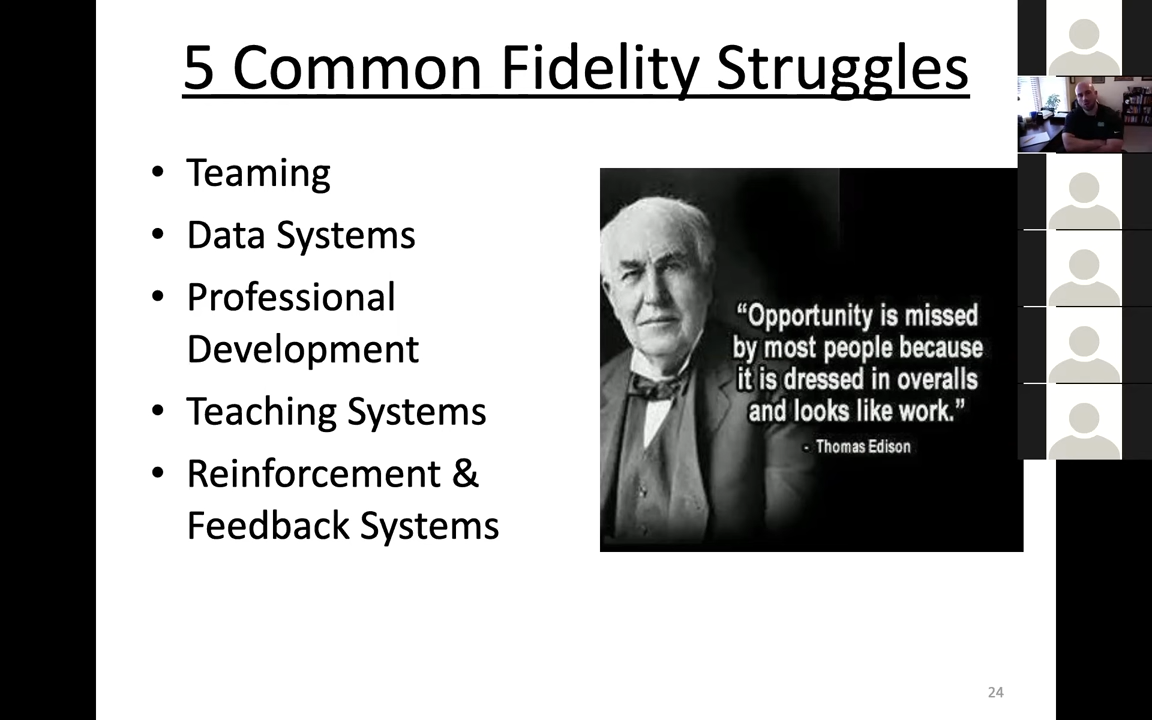 5 Common Fidelity Struggles
• Teaming
• Data Systems
• Professional
Development
• Teaching Systems
• Reinforcement &
Feedback Systems
“Opportunity is missed
by most people because
it is dressed in overalls
and looks like work.”
- Thomas Edison
24